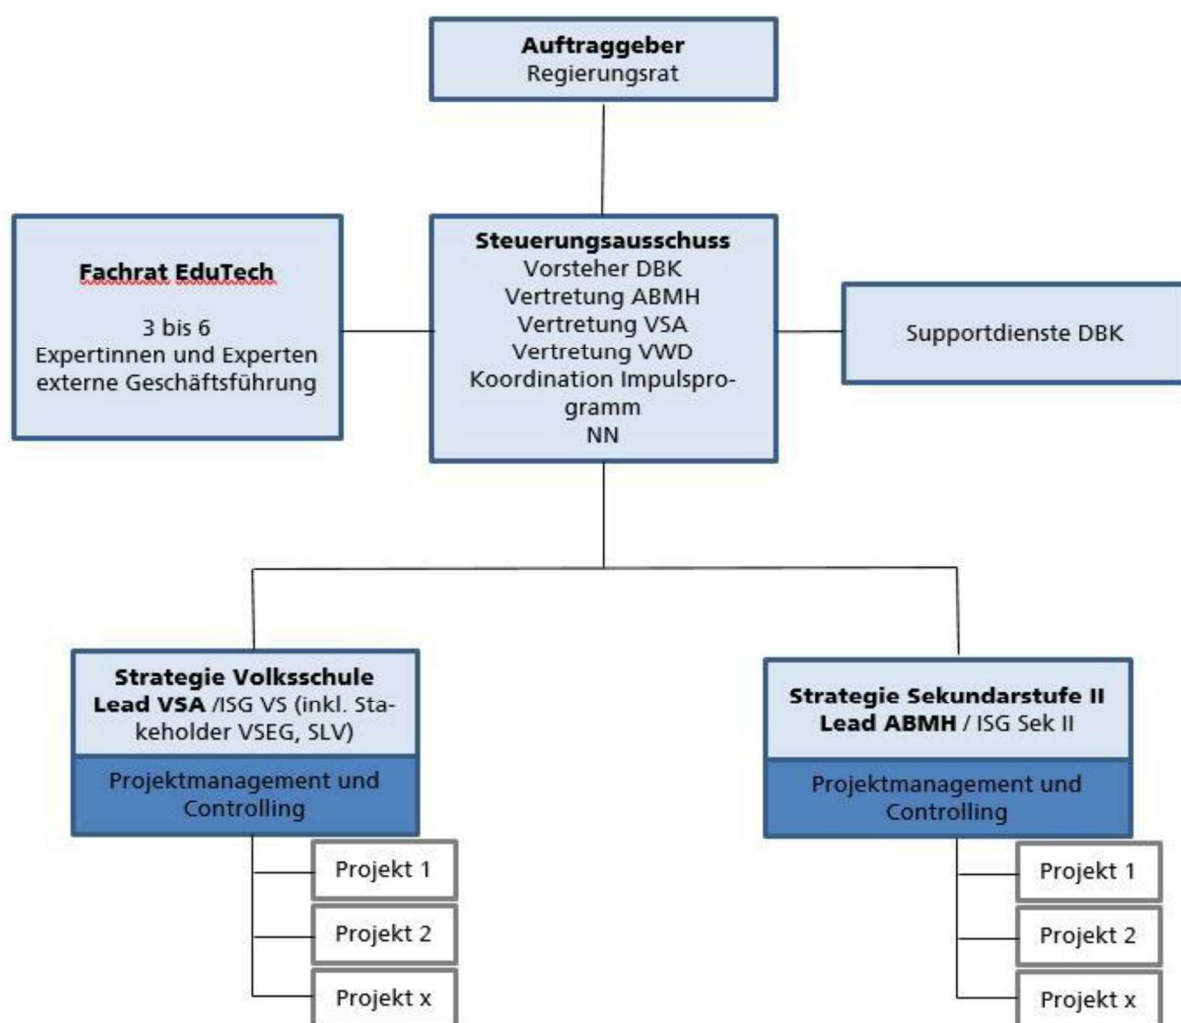 Auftraggeber
Regierungsrat
Fachrat EduTech
3 bis 6
Expertinnen und Experten
externe Geschäftsführung
Steuerungsausschuss
Vorsteher DBK
Vertretung ABMH
Vertretung VSA
Vertretung VWD
Koordination Impulspro-
gramm
NN
Supportdienste DBK
Strategie Volksschule
Lead VSA /ISG VS (inkl. Sta-
keholder VSEG, SLV)
Projektmanagement und
Controlling
Projekt 1
Projekt 2
Projekt x
Strategie Sekundarstufe II
Lead ABMH / ISG Sek II
Projektmanagement und
Controlling
Projekt 1
Projekt 2
Projekt x